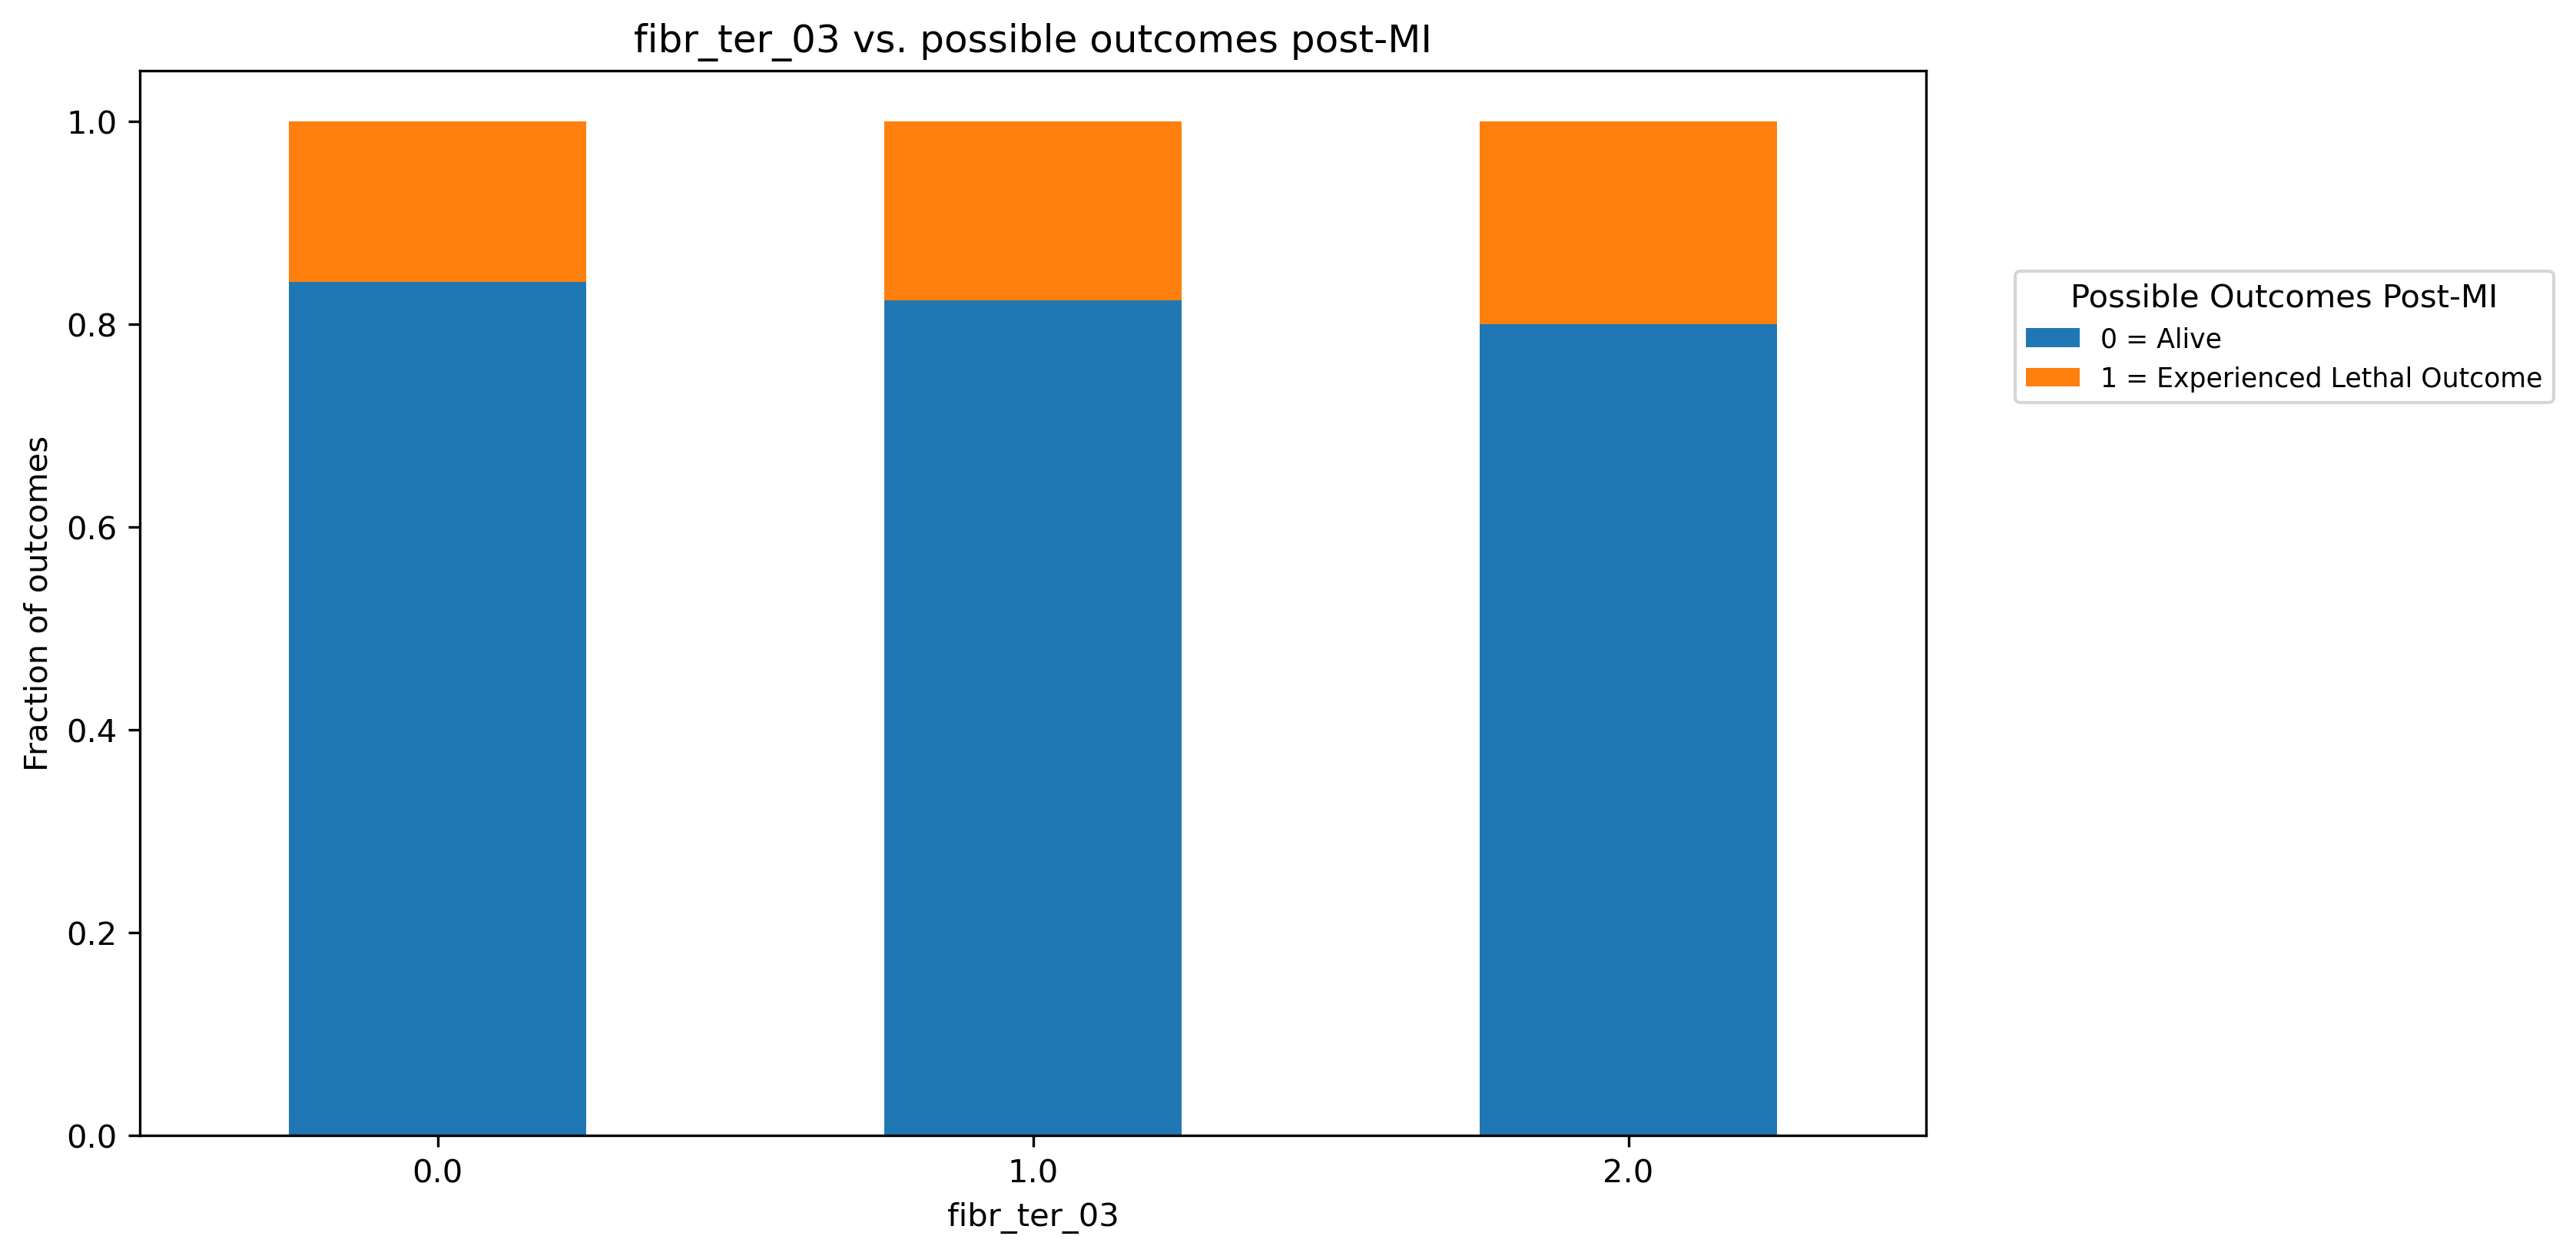 fibr_ter_03 vs. possible outcomes post-MI
1.0
0.8
0.6
0.4
0.2
0.0
Fraction of outcomes
0.0 1.0 2.0
fibr_ter_03
Possible Outcomes Post-MI
0 = Alive
1 = Experienced Lethal Outcome